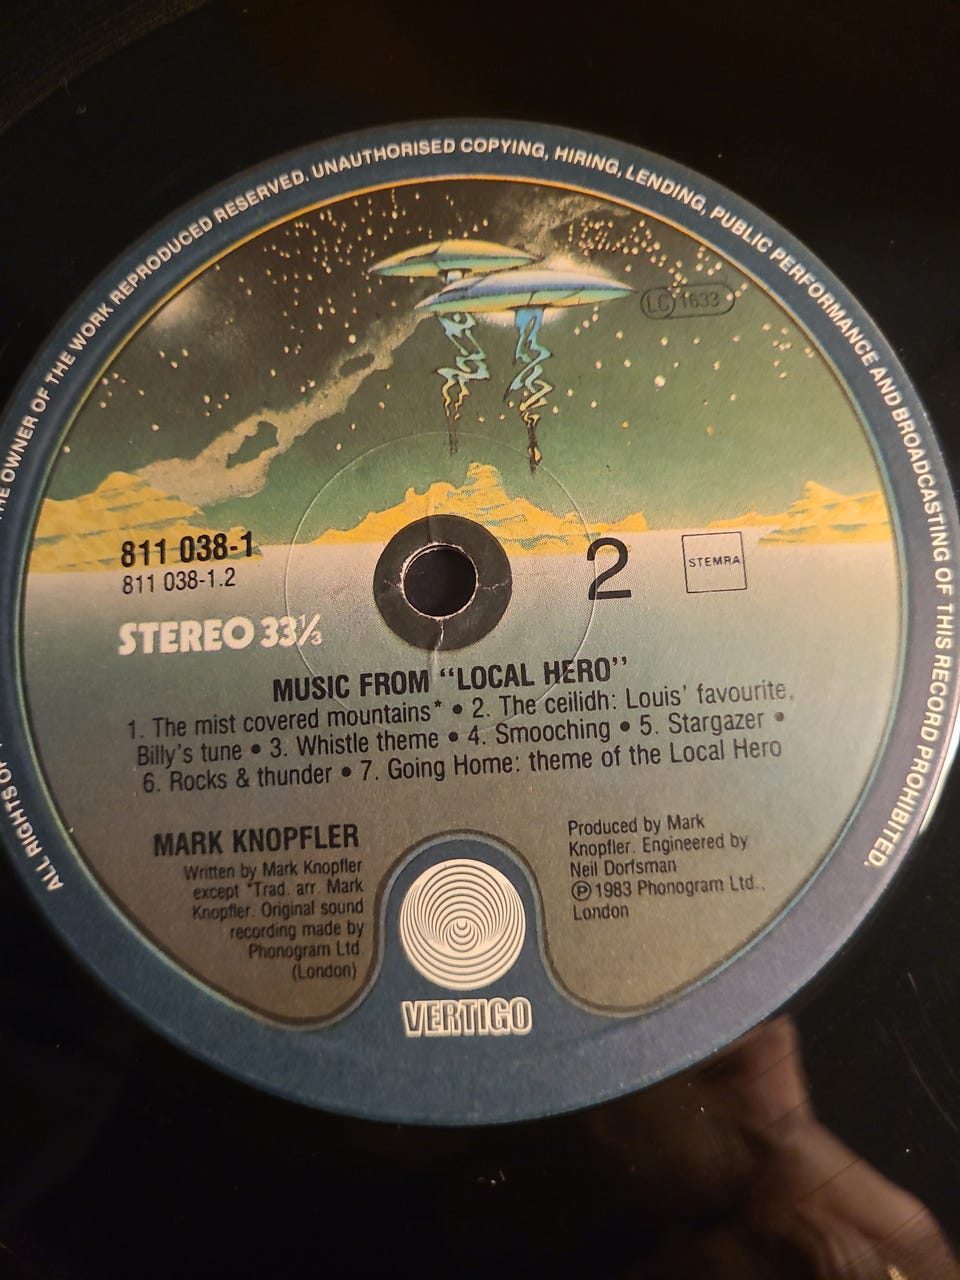 ALL RIGHTS OF THE OWNER OF THE WORK REPRODUCED RESERVED. UNAUTHORISED COPYING, HIRING, LENDING, PUBLIC PERFORMANCE AND BROADCASTING OF THIS RECORD PROHIBITED.
LC 1633
811 038-1
811 038-1.2
2
STEMRA
STEREO 33⅓
MUSIC FROM “LOCAL HERO”
1. The mist covered mountains* • 2. The ceilidh: Louis’ favourite,
Billy’s tune • 3. Whistle theme • 4. Smooching • 5. Stargazer •
6. Rocks & thunder • 7. Going Home: theme of the Local Hero
MARK KNOPFLER
Written by Mark Knopfler
except *Trad. arr. Mark
Knopfler. Original sound
recording made by
Phonogram Ltd
(London)
Produced by Mark
Knopfler. Engineered by
Neil Dorfsman
℗ 1983 Phonogram Ltd.,
London
VERTIGO